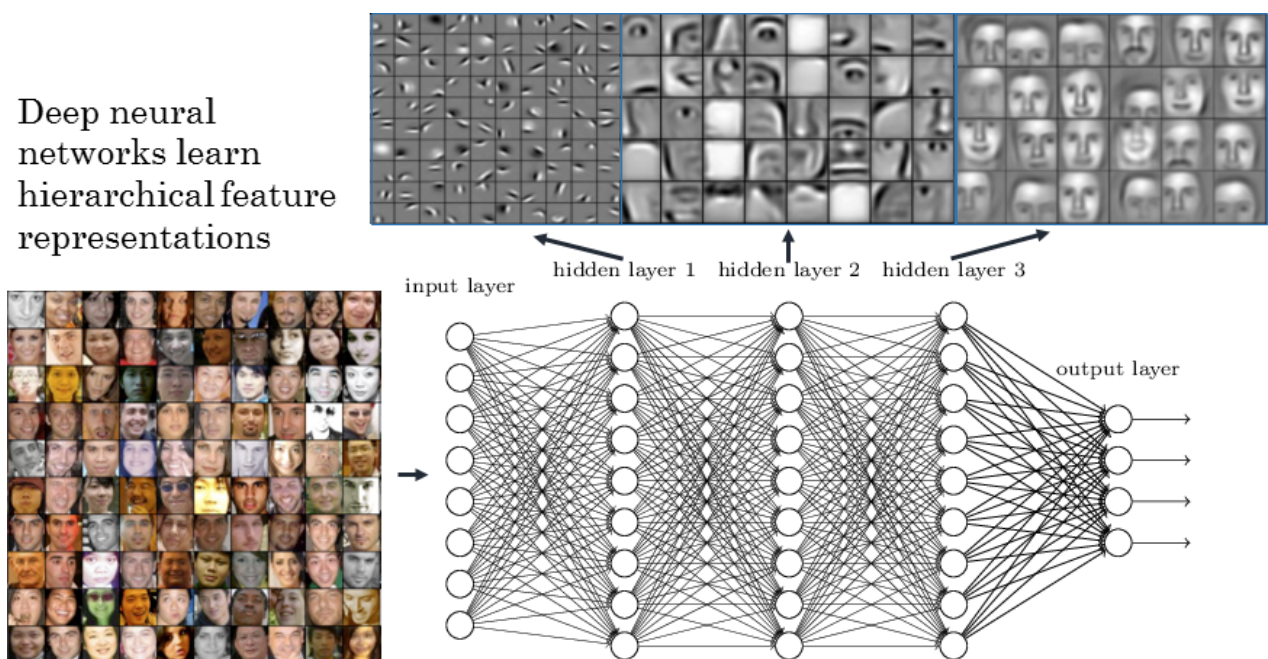 Deep neural
networks learn
hierarchical feature
representations
hidden layer 1
hidden layer 2
hidden layer 3
input layer
output layer